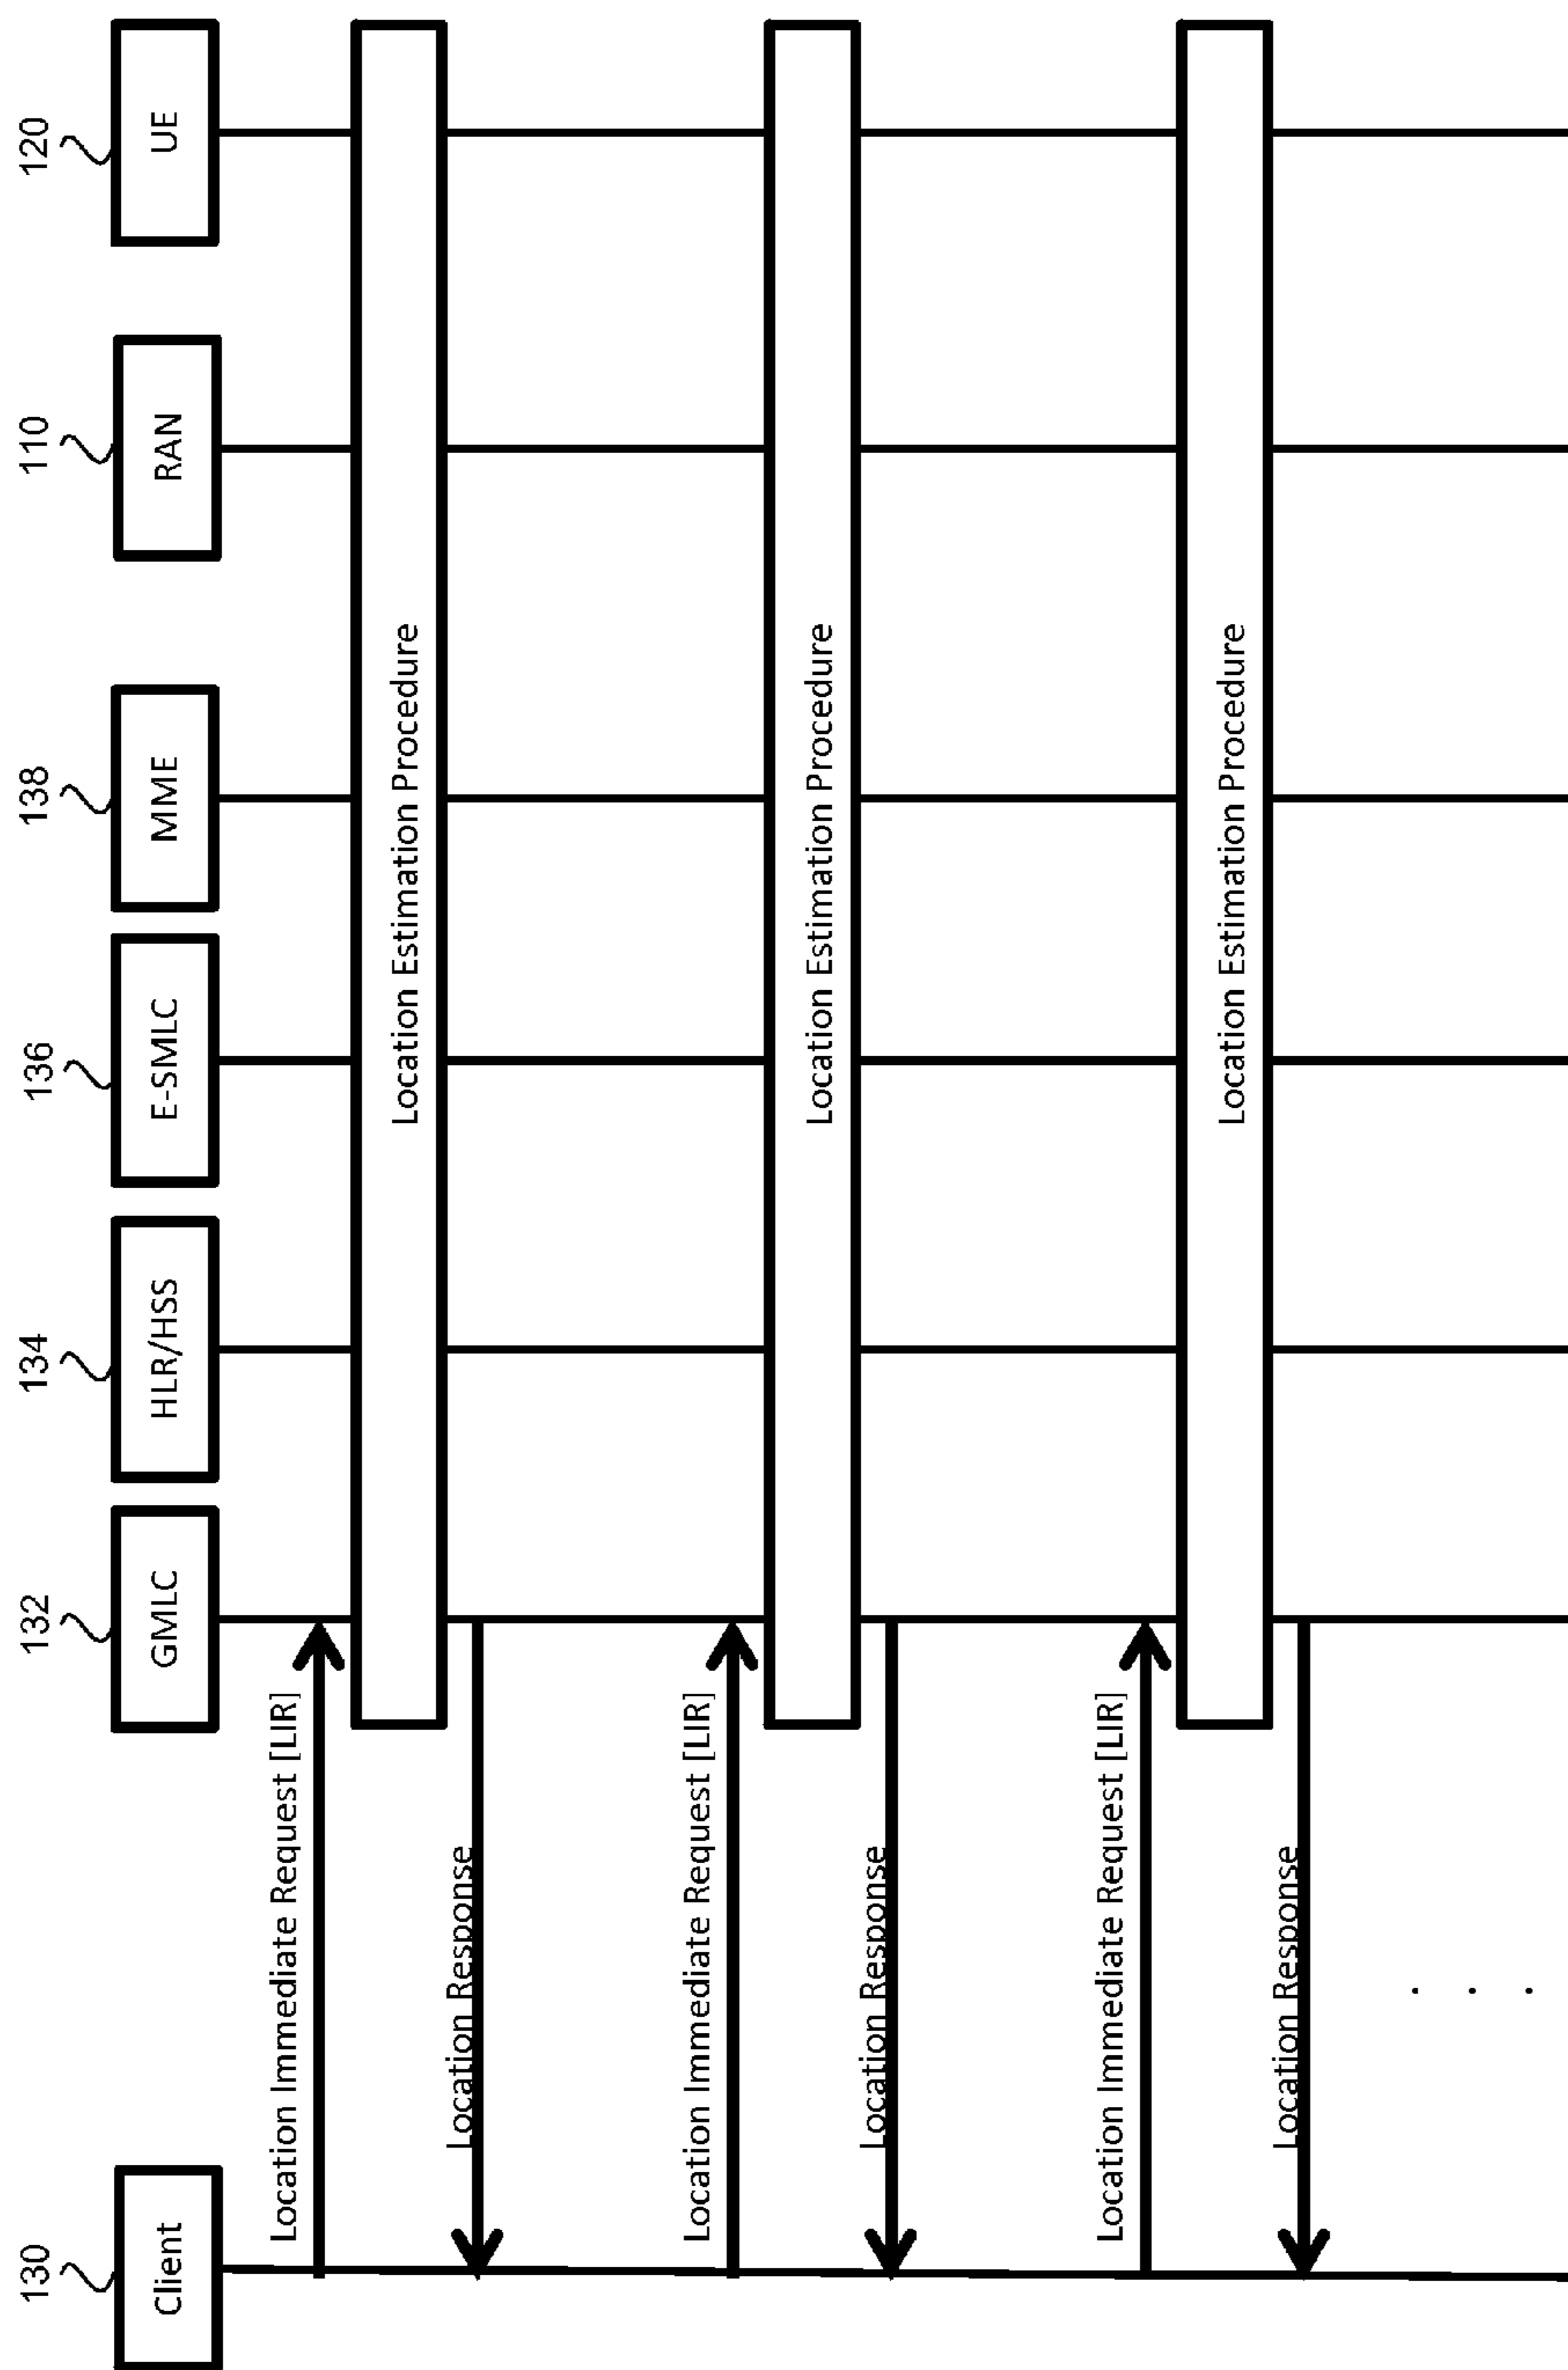 130
132
134
136
138
110
120
Client
GMLC
HLR/HSS
E-SMLC
MME
RAN
UE
Location Immediate Request [LIR]
Location Estimation Procedure
Location Response
Location Immediate Request [LIR]
Location Estimation Procedure
Location Response
Location Immediate Request [LIR]
Location Estimation Procedure
Location Response
. . .